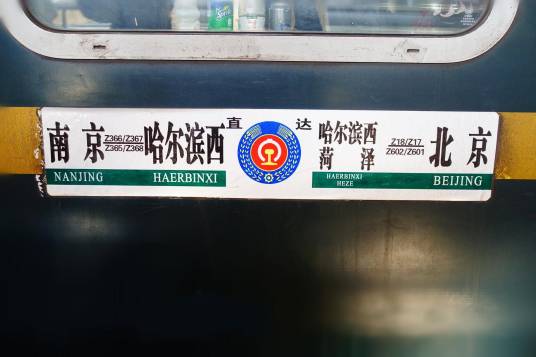 南京 Z366/Z367 哈尔滨西 直达 哈尔滨西 Z18/Z17 北京
Z365/Z368 菏泽 Z602/Z601
NANJING HAERBINXI HAERBINXI BEIJING
HEZE